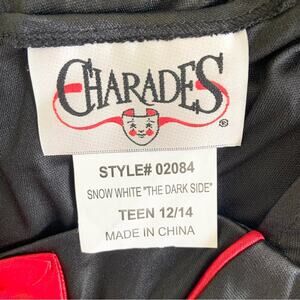 CHARADES
®
STYLE# 02084
SNOW WHITE "THE DARK SIDE"
TEEN 12/14
MADE IN CHINA